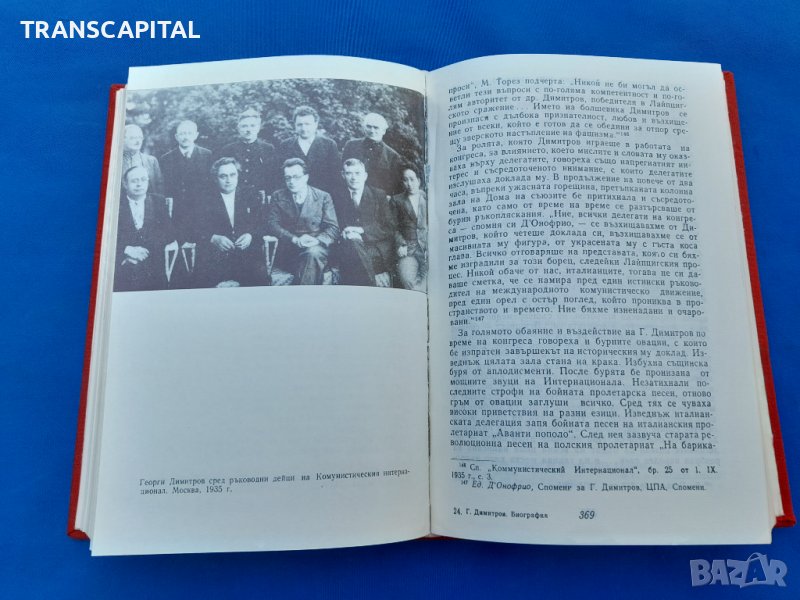 TRANSCAPITAL
Георги Димитров сред ръководни дейци на Комунистическия интерна-
ционал. Москва, 1935 г.
проси“, М. Торез подчерта: „Никой не би могъл да ос-
ветли тези въпроси с по-голяма компетентност и по-го-
лям авторитет от др. Димитров, победителя в Лайпциг-
ското сражение . . . Името на болшевика Димитров се
произнася с дълбока признателност, любов и възхище-
ние от всеки, който е готов да се обедини за отпор сре-
щу зверското настъпление на фашизма.“¹⁴⁶
За ролята, която Димитров играеше в работата на
конгреса, за влиянието, което мислите и словата му оказ-
ват върху делегатите, говореха също напрегнатият ин-
терес и съсредоточеното внимание, с които делегатите
изслушаха доклада му. В продължение на повече от два
часа, въпреки ужасната горещина, претъпканата колонна
зала на Дома на съюзите бе притихнала и съсредото-
чена, като само от време на време се разтърсваше от
бурни ръкопляскания. „Ние, всички делегати на конгре-
са — спомня си Д'Онофрио, — възхищавахме се от Ди-
митров, който четеше доклада си, възхищавахме се от
масивната му фигура, от украсената му с гъста коса
глава. Всичко отговаряше на представата, която си бях-
ме изградили за този борец, следейки Лайпцигския про-
цес. Никой обаче от нас, италианците, тогава не си да-
ваше сметка, че се намира пред един истински ръково-
дител на международното комунистическо движение,
пред един орел с остър поглед, който прониква в про-
странството и времето. Ние бяхме изненадани и очаро-
вани.“¹⁴⁷
За голямото обаяние и въздействие на Г. Димитров по
време на конгреса говореха и бурните овации, с които
бе изпратен завършекът на историческия му доклад. Из-
веднъж цялата зала стана на крака. Избухна същинска
буря от аплодисменти. После бурята бе пронизана от
мощните звуци на Интернационала. Незатихнали по-
следните строфи на бойната пролетарска песен, отново
гръм от овации заглуши всичко. Сред тях се чуваха
високи приветствия на разни езици. Изведнъж италианската
делегация запя бойната песен на италианския про-
летариат „Аванти пополо“. След нея зазвуча старата ре-
волюционна песен на полския пролетариат „На барика-
¹⁴⁶ Сп. „Коммунистический Интернационал“, бр. 25 от 1. IX.
1935 г., с. 3.
¹⁴⁷ Ед. Д'Онофрио, Спомени за Г. Димитров, ЦПА, Спомени.
24. Г. Димитров. Биография
369
BAZAR